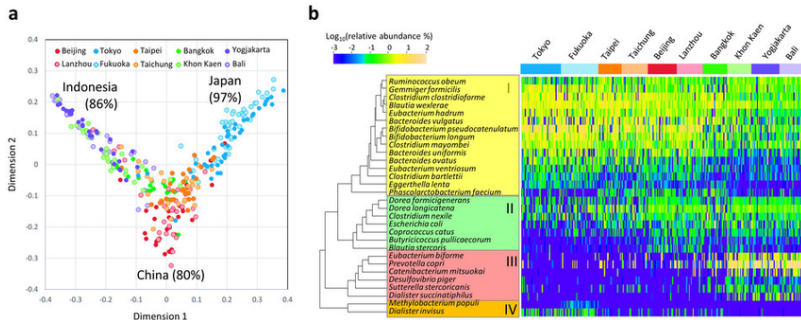 a
Beijing Tokyo Taipei Bangkok Yogjakarta
Lanzhou Fukuoka Taichung Khon Kaen Bali
Indonesia
(86%)
Japan
(97%)
China (80%)
Dimension 2
0.4
0.3
0.2
0.1
0
-0.1
-0.2
-0.3
-0.4
-0.4 -0.3 -0.2 -0.1 0 0.1 0.2 0.3 0.4
Dimension 1
b
Log10(relative abundance %)
-3 -2 -1 0 1 2
Tokyo
Fukuoka
Taipei
Taichung
Beijing
Lanzhou
Bangkok
Khon Kaen
Yogjakarta
Bali
Ruminococcus obeum
Gemmiger formicilis
Clostridium clostridioforme
Blautia wexlerae
Eubacterium hadrum
Bacteroides vulgatus
Bifidobacterium pseudocatenulatum
Bifidobacterium longum
Clostridium mayombei
Bacteroides uniformis
Bacteroides ovatus
Eubacterium ventriosum
Clostridium bartletti
Eggerthella lenta
Phascolarctobacterium faecium
I
Dorea formicigenerans
Dorea longicatena
Clostridium nexile
Escherichia coli
Coprococcus catus
Butyricicoccus pullicaecorum
Blautia stercoris
II
Eubacterium biforme
Prevotella copri
Catenibacterium mitsuokai
Desulfovibrio piger
Sutterella stercoricanis
Dialister succinatiphilus
III
Methylobacterium populi
Dialister invisus
IV